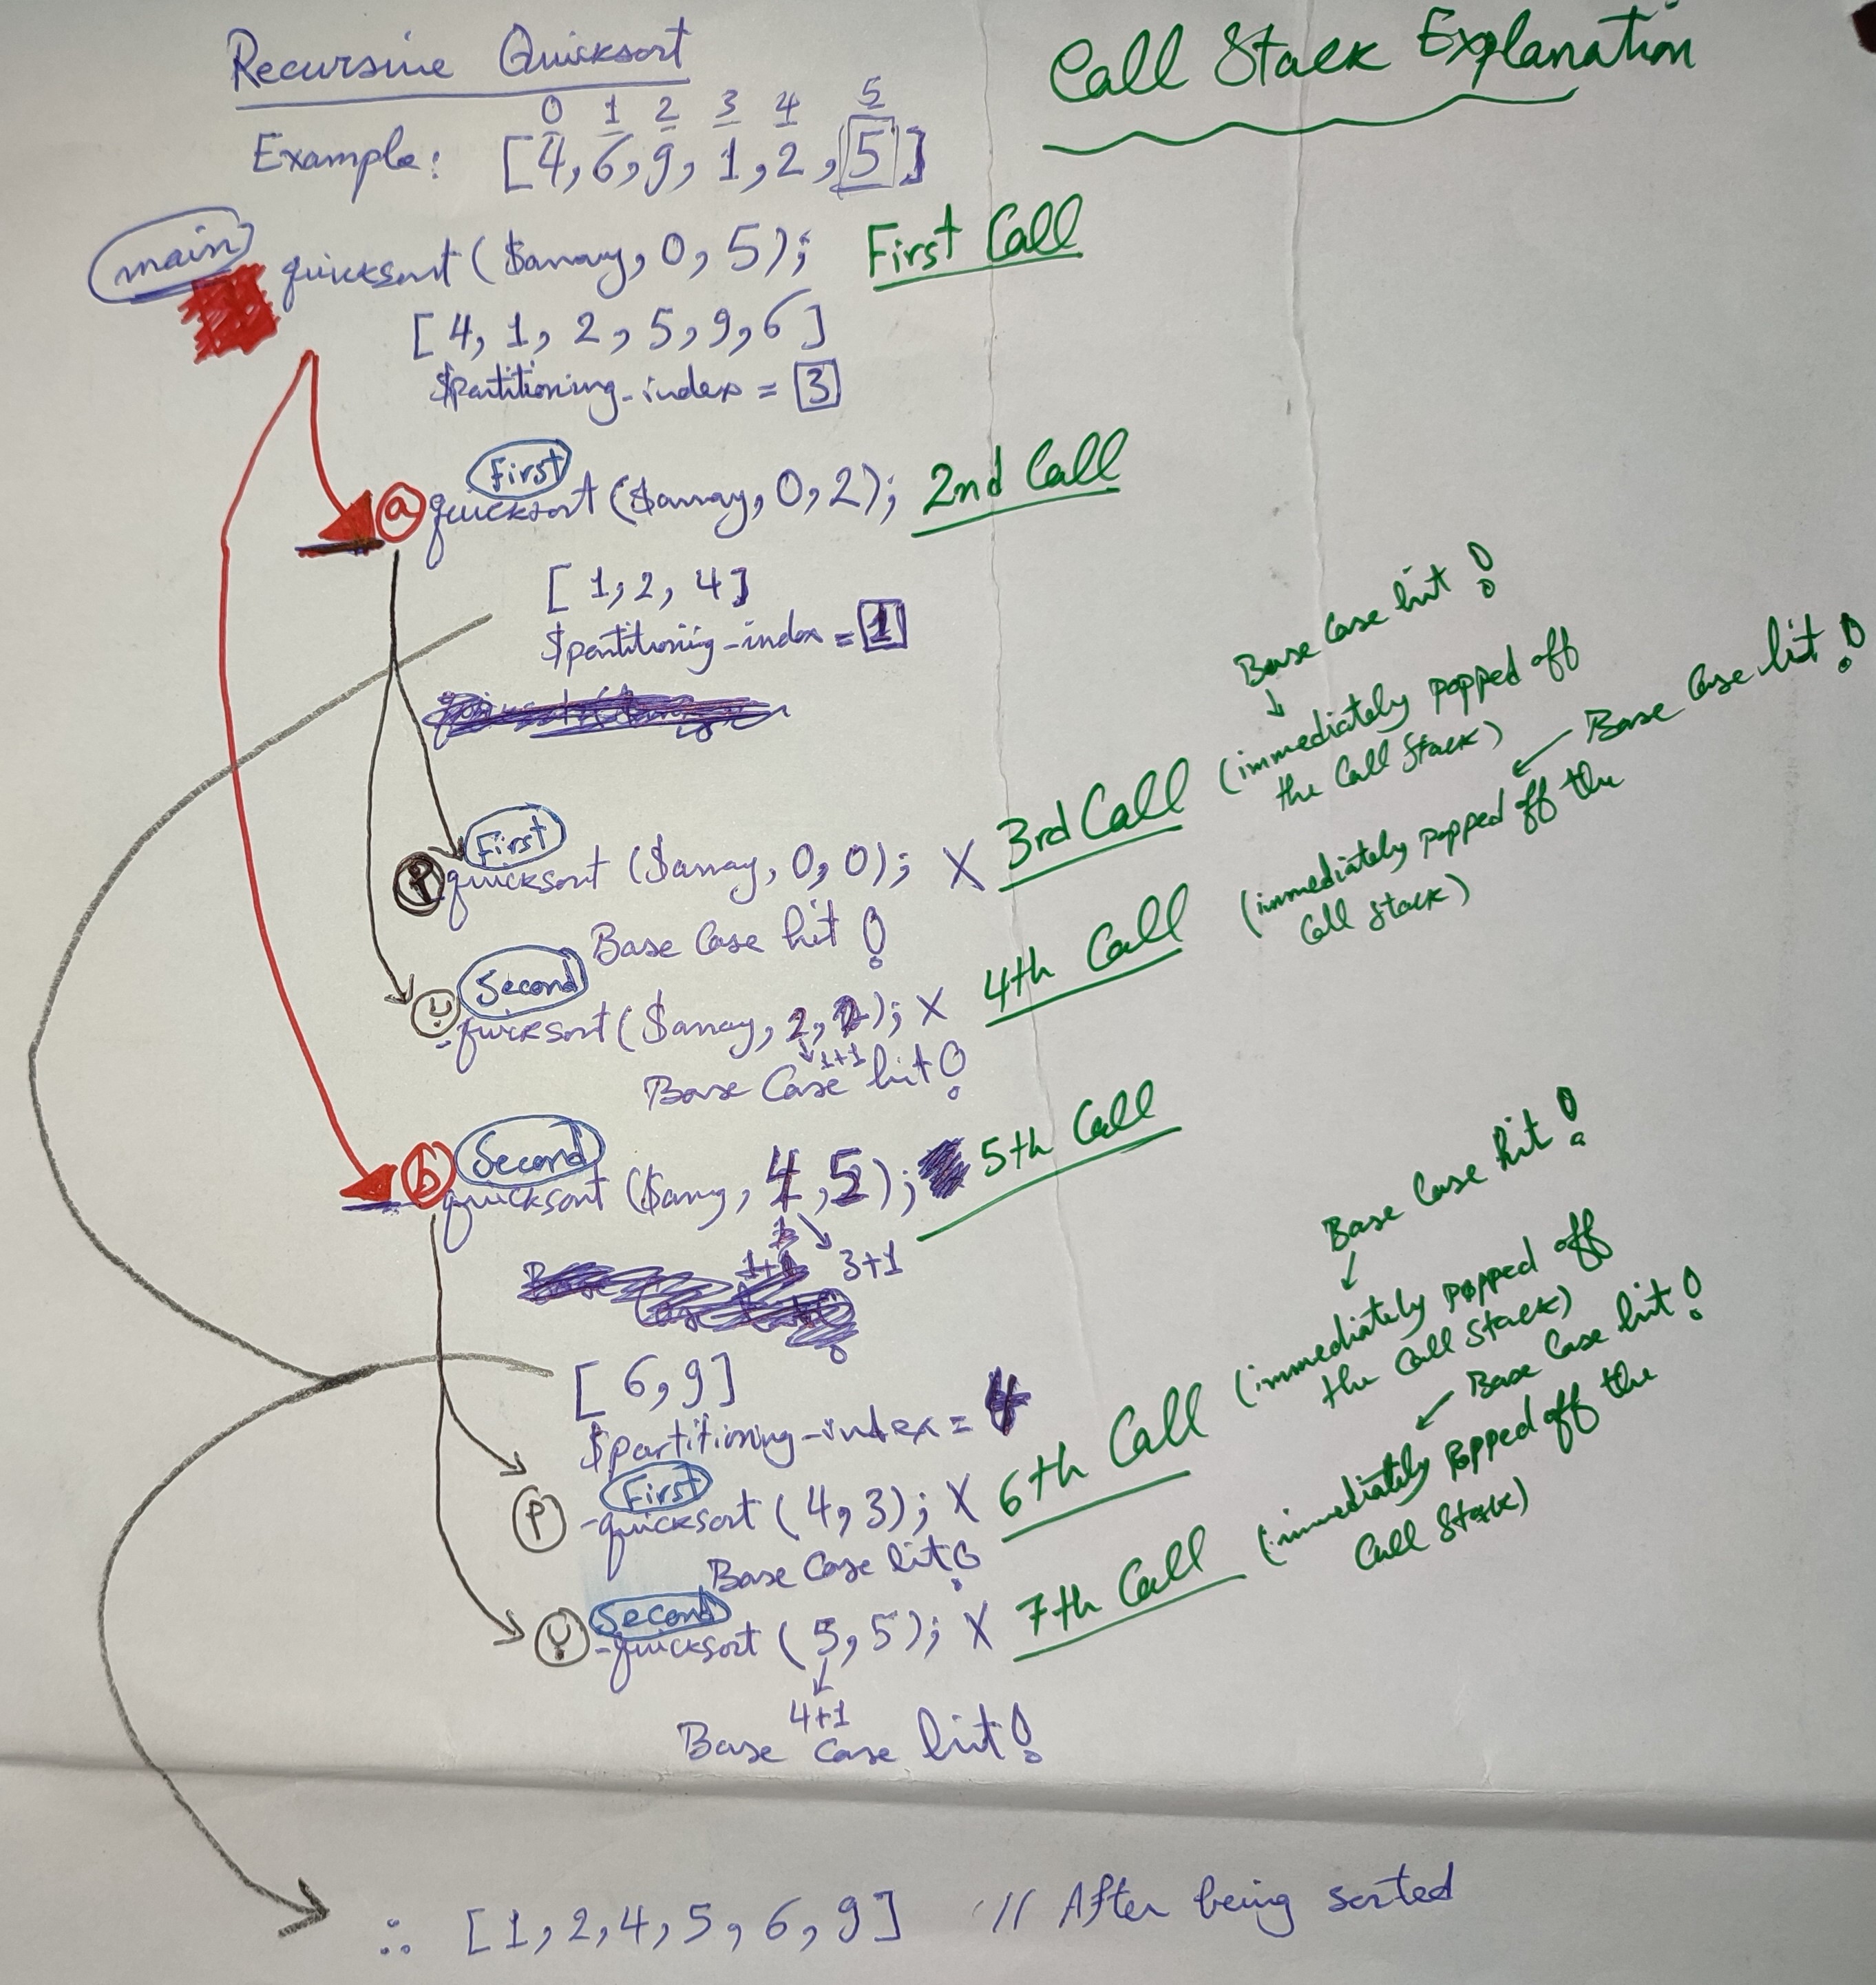 Recursive Quicksort
Call Stack Explanation
0 1 2 3 4 5
Example: [4, 6, 9, 1, 2, 5]
main quicksort ($array, 0, 5); First Call
[4, 1, 2, 5, 9, 6]
$partitioning_index = 3
First
a quicksort ($array, 0, 2); 2nd Call
[1, 2, 4]
$partitioning_index = 1
Base Case hit!
First
quicksort ($array, 0, 0); X 3rd Call (immediately popped off
the Call Stack)
Base Case hit!
Base Case hit!
Second
quicksort ($array, 2, 2); X 4th Call (immediately popped off the
Call Stack)
1+1
Base Case hit!
Second
b quicksort ($array, 4, 5); 5th Call
3+1
[6, 9]
$partitioning_index = 4
Base Case hit!
First
P - quicksort (4, 3); X 6th Call (immediately popped off
the Call Stack)
Base Case hit!
Base Case hit!
Second
- quicksort (5, 5); X 7th Call (immediately popped off the
Call Stack)
4+1
Base Case hit!
∴ [1, 2, 4, 5, 6, 9] // After being sorted